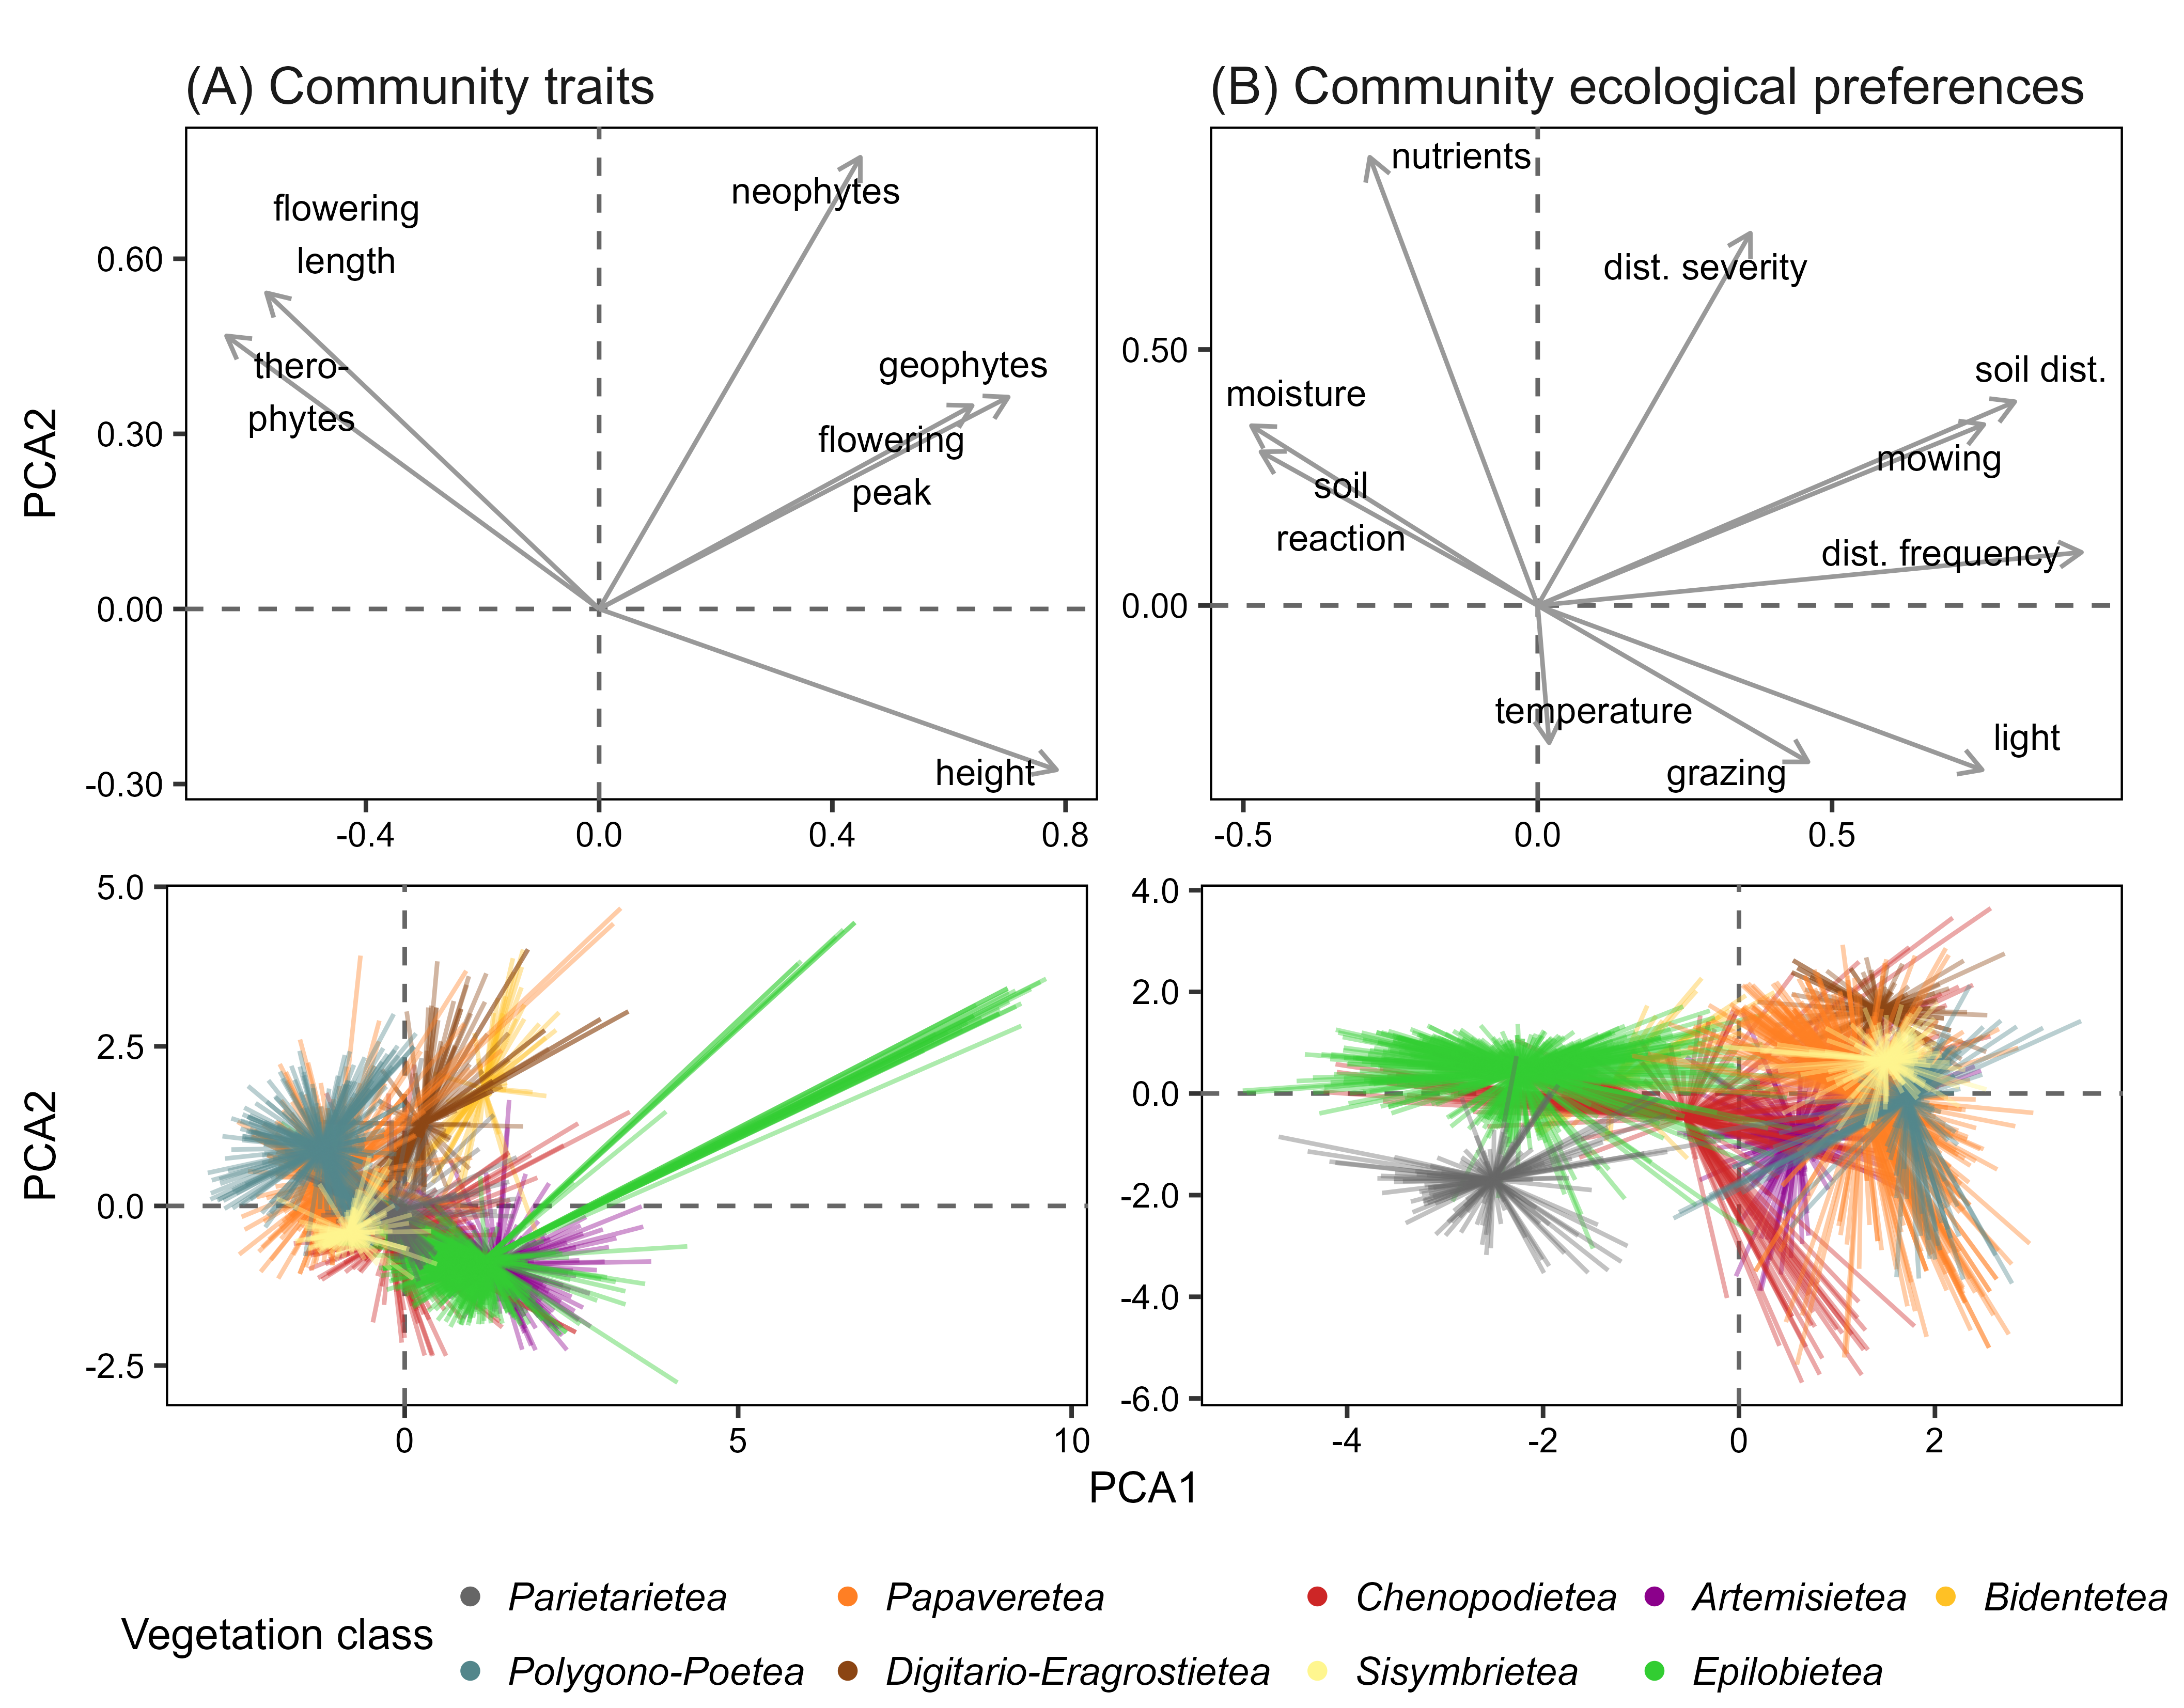 (A) Community traits
(B) Community ecological preferences
PCA2
0.60
0.30
0.00
-0.30
flowering
length
thero-
phytes
neophytes
geophytes
flowering
peak
height
-0.4
0.0
0.4
0.8
0.50
0.00
nutrients
dist. severity
moisture
soil
reaction
soil dist.
mowing
dist. frequency
temperature
grazing
light
-0.5
0.0
0.5
PCA2
5.0
2.5
0.0
-2.5
0
5
10
4.0
2.0
0.0
-2.0
-4.0
-6.0
-4
-2
0
2
PCA1
Vegetation class
Parietarietea
Papaveretea
Chenopodietea
Artemisietea
Bidentetea
Polygono-Poetea
Digitario-Eragrostietea
Sisymbrietea
Epilobietea